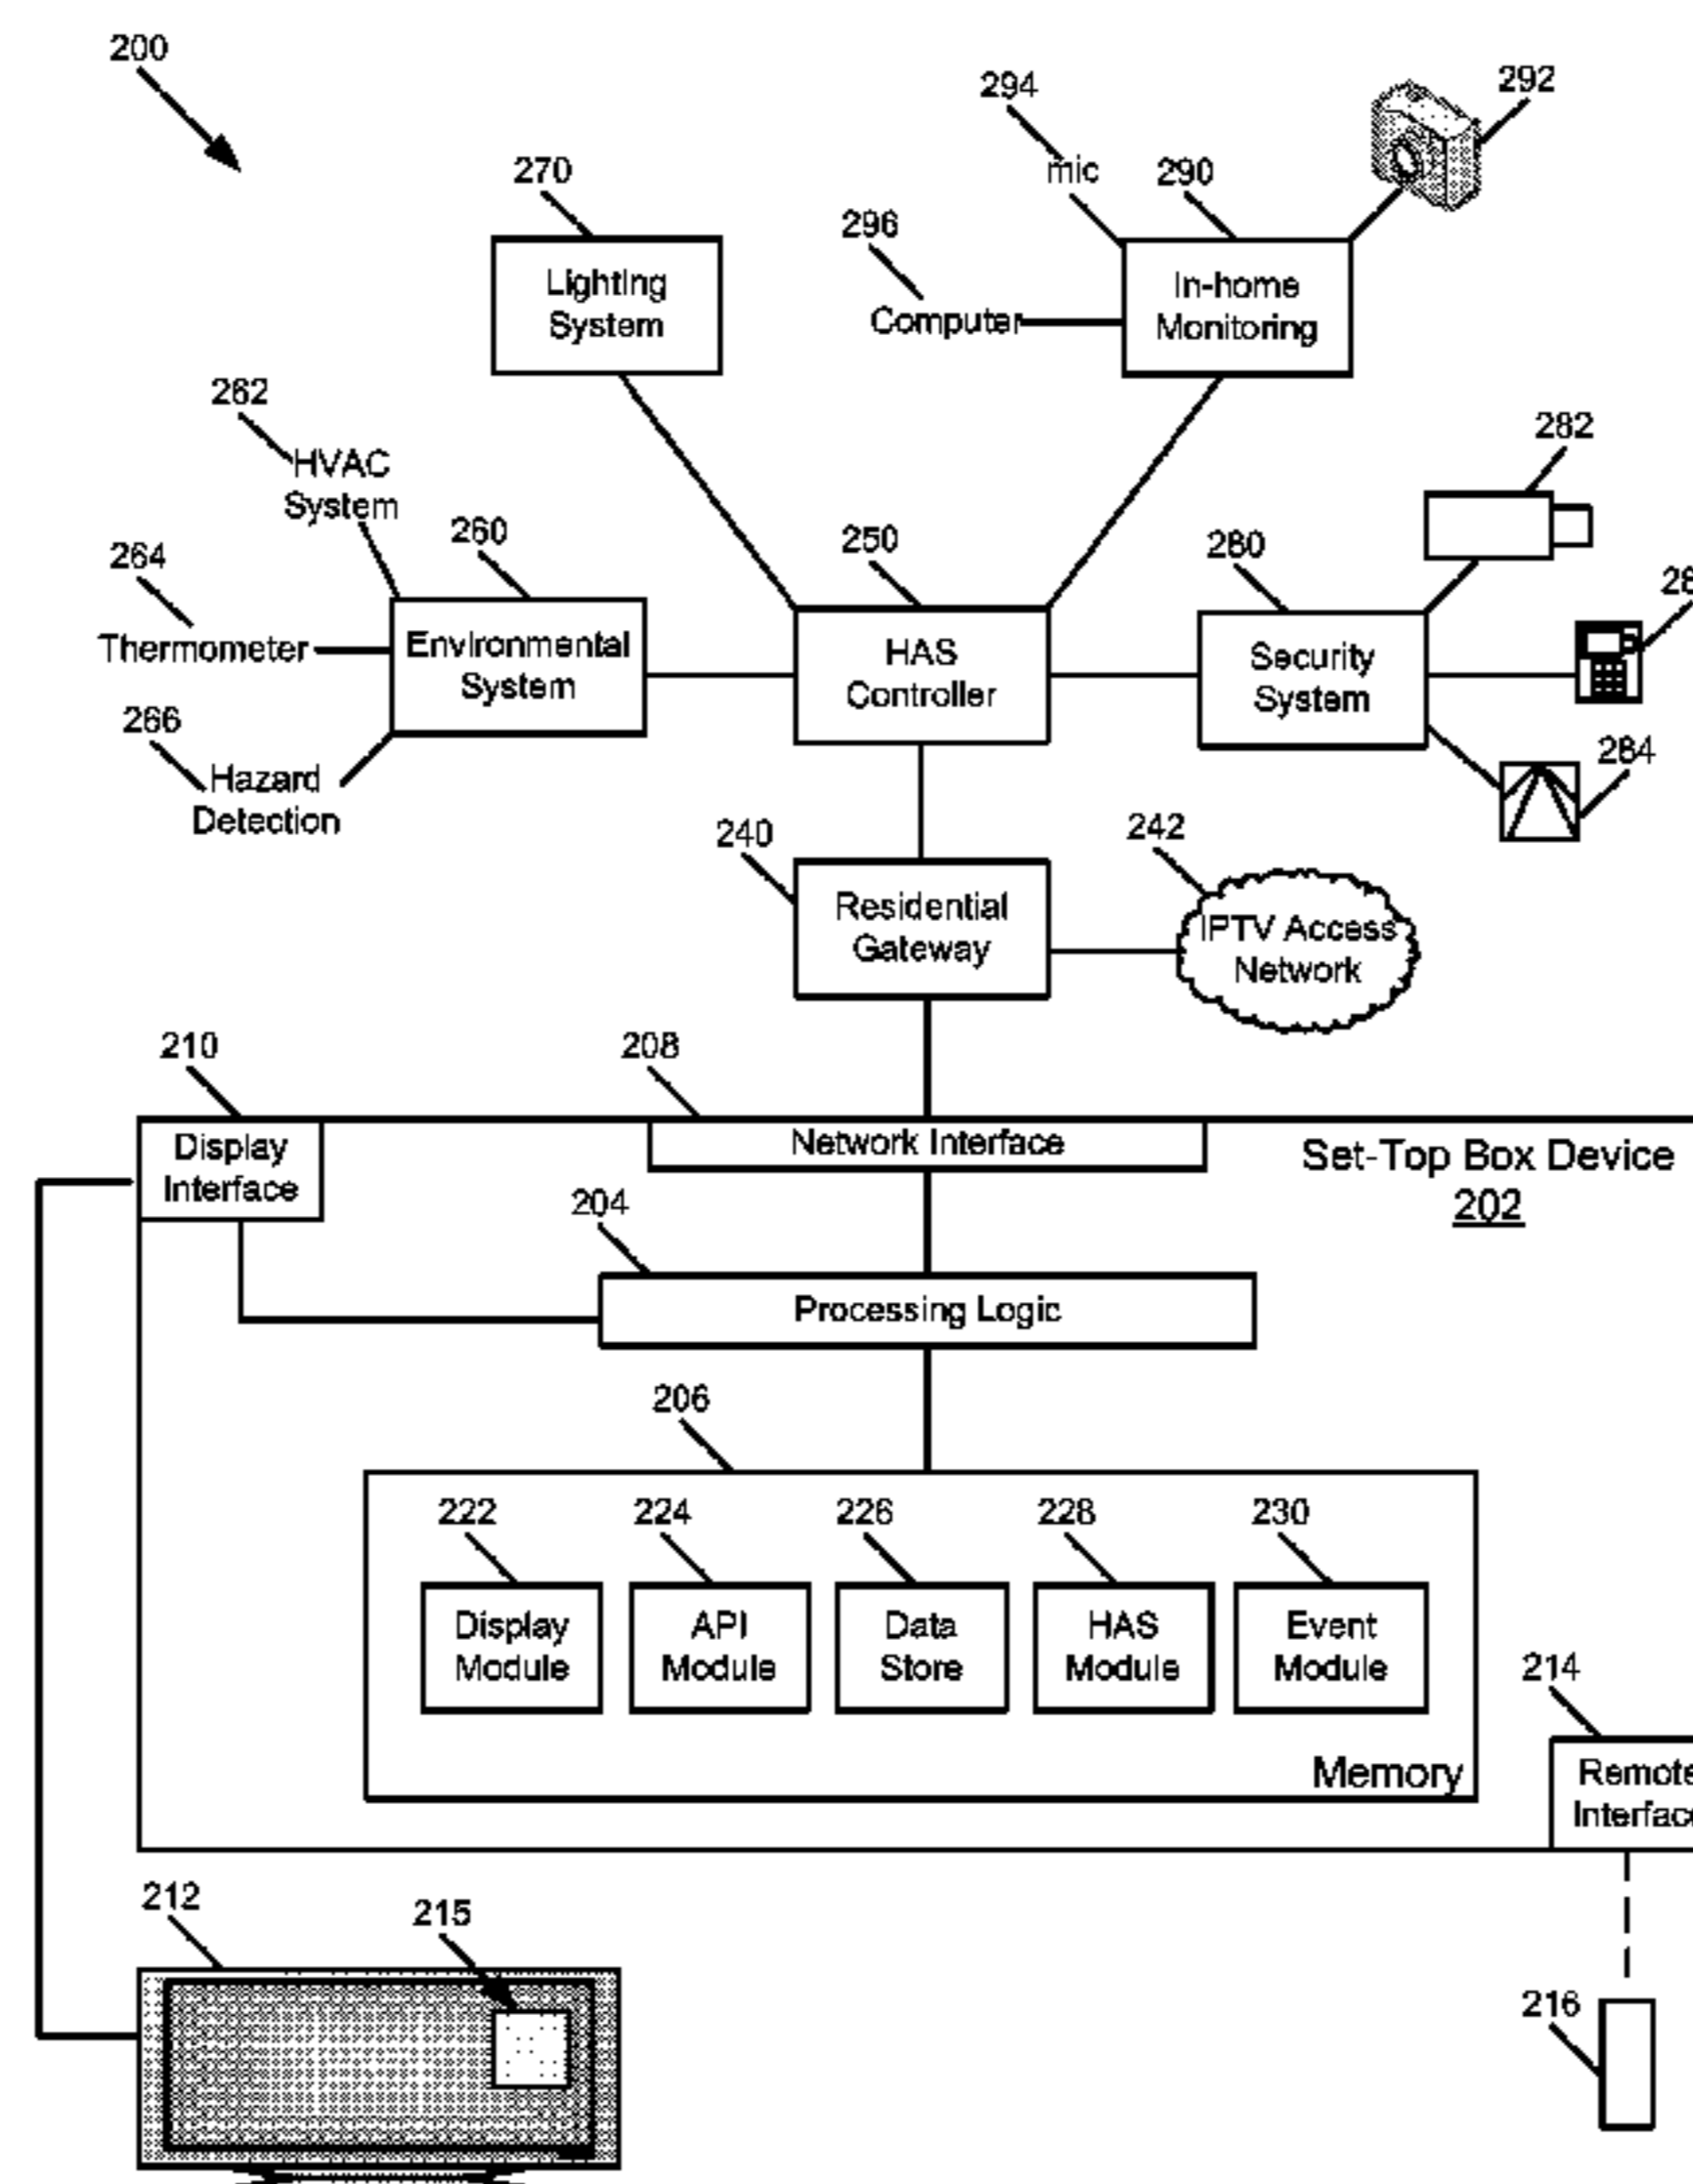 200
294
292
mic
270
290
296
Lighting
System
In-home
Monitoring
Computer
262
282
HVAC
System
264
260
250
280
28
Thermometer
Environmental
System
HAS
Controller
Security
System
266
284
Hazard
Detection
240
242
Residential
Gateway
IPTV Access
Network
210
208
Display
Interface
Network Interface
Set-Top Box Device
202
204
Processing Logic
206
222
224
226
228
230
Display
Module
API
Module
Data
Store
HAS
Module
Event
Module
214
Memory
Remote
Interface
212
215
216